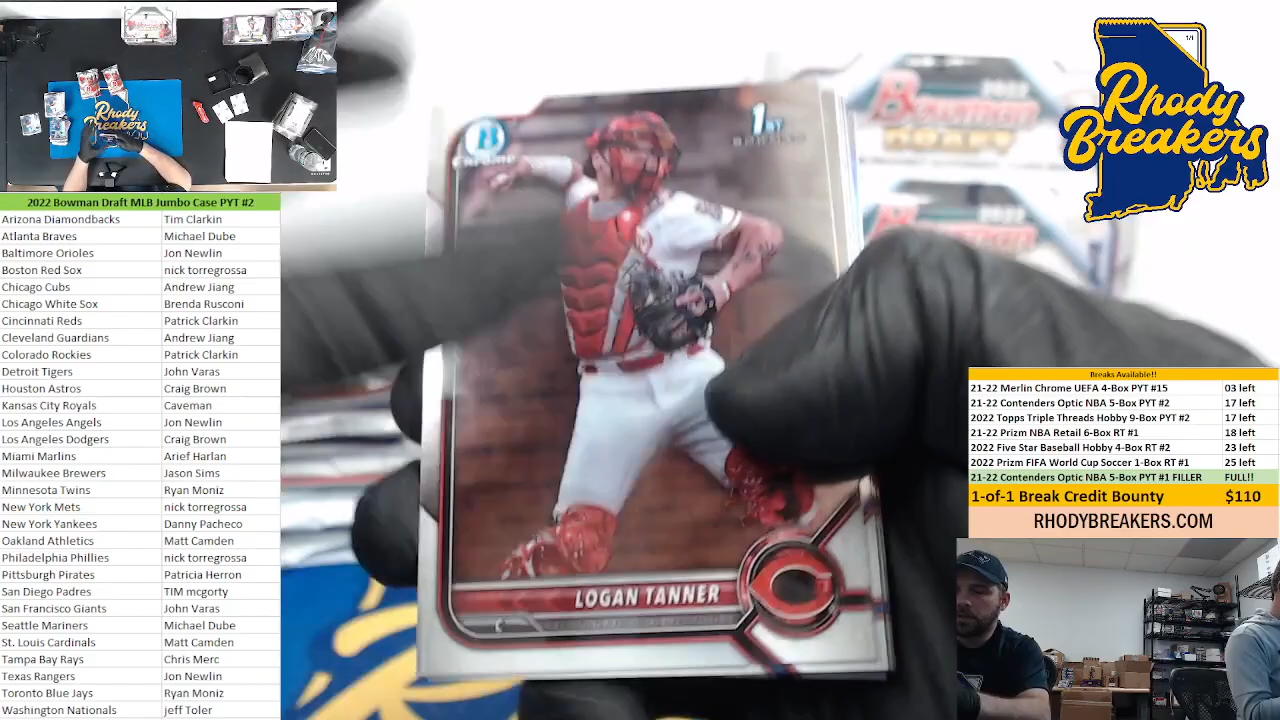 2022 Bowman Draft MLB Jumbo Case PYT #2
Arizona Diamondbacks Tim Clarkin
Atlanta Braves Michael Dube
Baltimore Orioles Jon Newlin
Boston Red Sox nick torregrossa
Chicago Cubs Andrew Jiang
Chicago White Sox Brenda Rusconi
Cincinnati Reds Patrick Clarkin
Cleveland Guardians Andrew Jiang
Colorado Rockies Patrick Clarkin
Detroit Tigers John Varas
Houston Astros Craig Brown
Kansas City Royals Caveman
Los Angeles Angels Jon Newlin
Los Angeles Dodgers Craig Brown
Miami Marlins Arief Harlan
Milwaukee Brewers Jason Sims
Minnesota Twins Ryan Moniz
New York Mets nick torregrossa
New York Yankees Danny Pacheco
Oakland Athletics Matt Camden
Philadelphia Phillies nick torregrossa
Pittsburgh Pirates Patricia Herron
San Diego Padres TIM mcgorty
San Francisco Giants John Varas
Seattle Mariners Michael Dube
St. Louis Cardinals Matt Camden
Tampa Bay Rays Chris Merc
Texas Rangers Jon Newlin
Toronto Blue Jays Ryan Moniz
Washington Nationals jeff Toler
Rhody
Breakers
B
Chrome
1ST
BOWMAN
LOGAN TANNER
C
2022
Bowman
DRAFT
2022
Bowman
1/1
Rhody
Breakers
Breaks Available!!
21-22 Merlin Chrome UEFA 4-Box PYT #15 03 left
21-22 Contenders Optic NBA 5-Box PYT #2 17 left
2022 Topps Triple Threads Hobby 9-Box PYT #2 17 left
21-22 Prizm NBA Retail 6-Box RT #1 18 left
2022 Five Star Baseball Hobby 4-Box RT #2 23 left
2022 Prizm FIFA World Cup Soccer 1-Box RT #1 25 left
21-22 Contenders Optic NBA 5-Box PYT #1 FILLER FULL!!
1-of-1 Break Credit Bounty $110
RHODYBREAKERS.COM